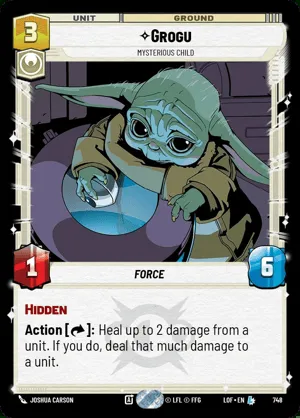 UNIT GROUND
3
✧GROGU
MYSTERIOUS CHILD
1
FORCE
6
HIDDEN
Action [↷]: Heal up to 2 damage from a
unit. If you do, deal that much damage to
a unit.
JOSHUA CARSON © LFL © FFG LOF • EN 748